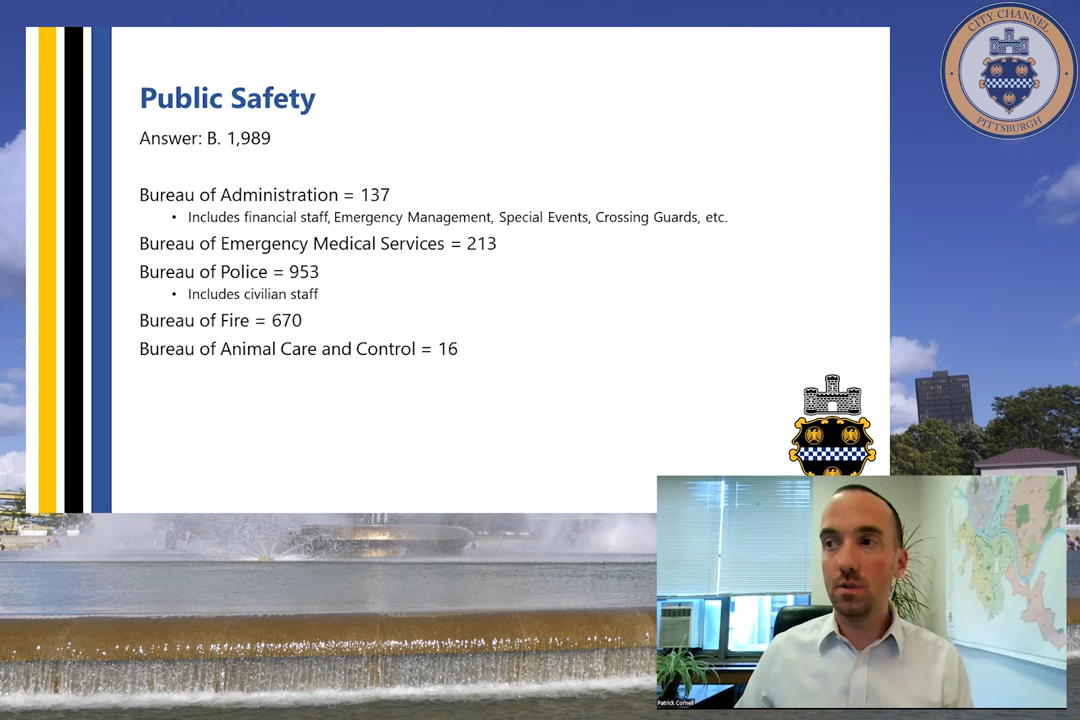 CITY CHANNEL
PITTSBURGH
Public Safety
Answer: B. 1,989
Bureau of Administration = 137
• Includes financial staff, Emergency Management, Special Events, Crossing Guards, etc.
Bureau of Emergency Medical Services = 213
Bureau of Police = 953
• Includes civilian staff
Bureau of Fire = 670
Bureau of Animal Care and Control = 16
Patrick Cornell